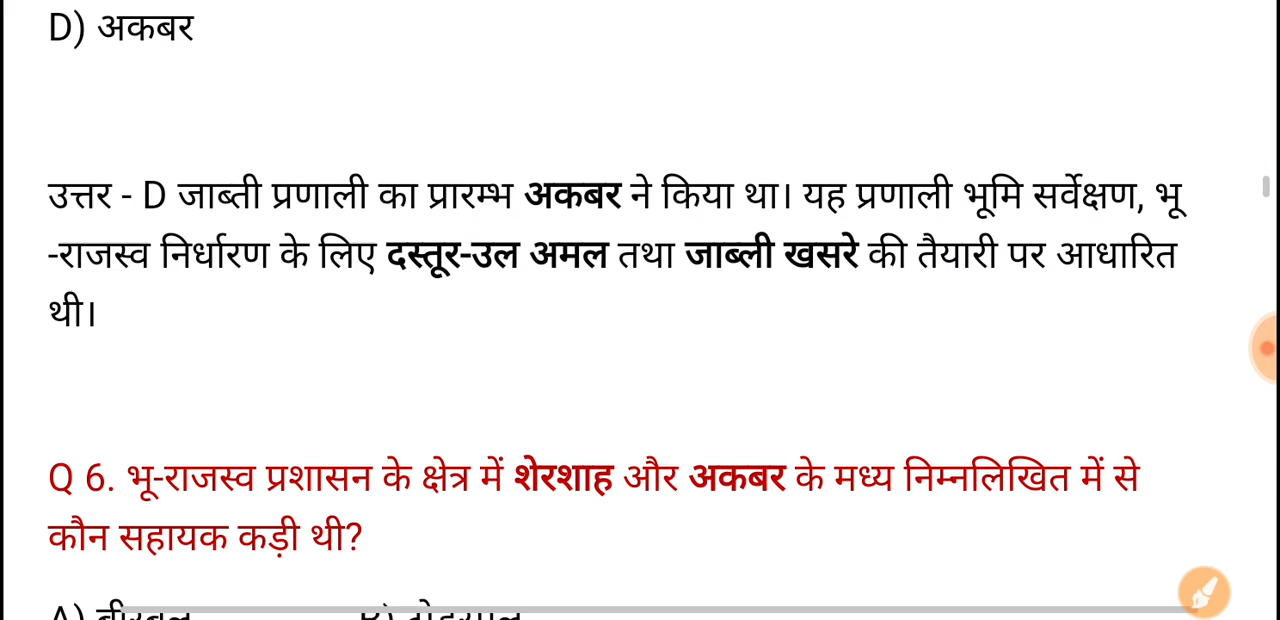 D) अकबर
उत्तर - D जाब्ती प्रणाली का प्रारम्भ अकबर ने किया था। यह प्रणाली भूमि सर्वेक्षण, भू
-राजस्व निर्धारण के लिए दस्तूर-उल अमल तथा जाब्ली खसरे की तैयारी पर आधारित
थी।
Q 6. भू-राजस्व प्रशासन के क्षेत्र में शेरशाह और अकबर के मध्य निम्नलिखित में से
कौन सहायक कड़ी थी?